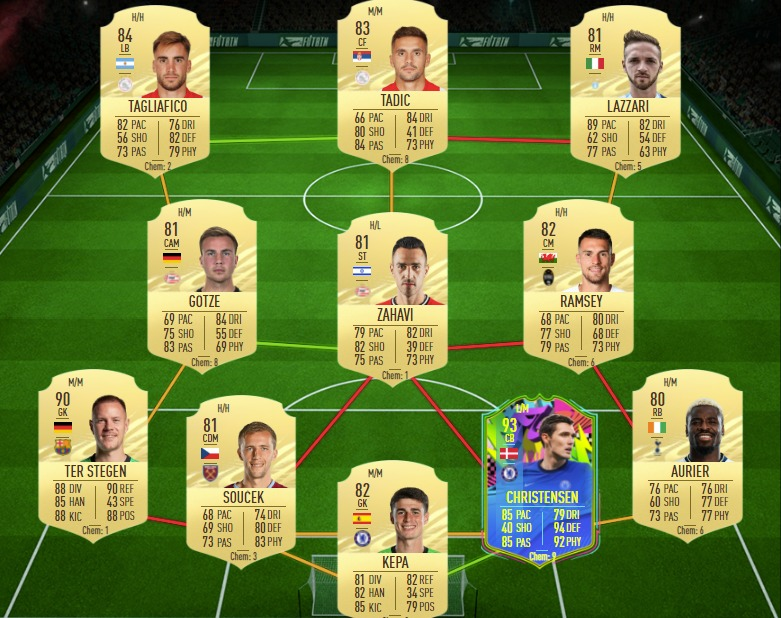 H/H
84
LB
TAGLIAFICO
82 PAC 76 DRI
56 SHO 82 DEF
73 PAS 79 PHY
Chem: 2
M/M
83
CF
TADIC
66 PAC 84 DRI
80 SHO 41 DEF
84 PAS 73 PHY
Chem: 8
H/H
81
RM
LAZZARI
89 PAC 82 DRI
62 SHO 54 DEF
77 PAS 63 PHY
Chem: 5
H/M
81
CAM
GOTZE
69 PAC 84 DRI
75 SHO 55 DEF
83 PAS 69 PHY
Chem: 8
H/L
81
ST
ZAHAVI
79 PAC 82 DRI
82 SHO 39 DEF
75 PAS 73 PHY
Chem: 1
H/H
82
CM
RAMSEY
68 PAC 80 DRI
77 SHO 68 DEF
79 PAS 73 PHY
Chem: 6
M/M
90
GK
TER STEGEN
88 DIV 90 REF
85 HAN 43 SPE
88 KIC 88 POS
Chem: 1
H/H
81
CDM
SOUCEK
68 PAC 74 DRI
69 SHO 80 DEF
73 PAS 83 PHY
Chem: 3
M/M
82
GK
KEPA
81 DIV 82 REF
82 HAN 34 SPE
85 KIC 79 POS
93
CB
CHRISTENSEN
85 PAC 79 DRI
40 SHO 94 DEF
85 PAS 92 PHY
Chem: 9
H/M
80
RB
AURIER
76 PAC 76 DRI
60 SHO 77 DEF
73 PAS 77 PHY
Chem: 6